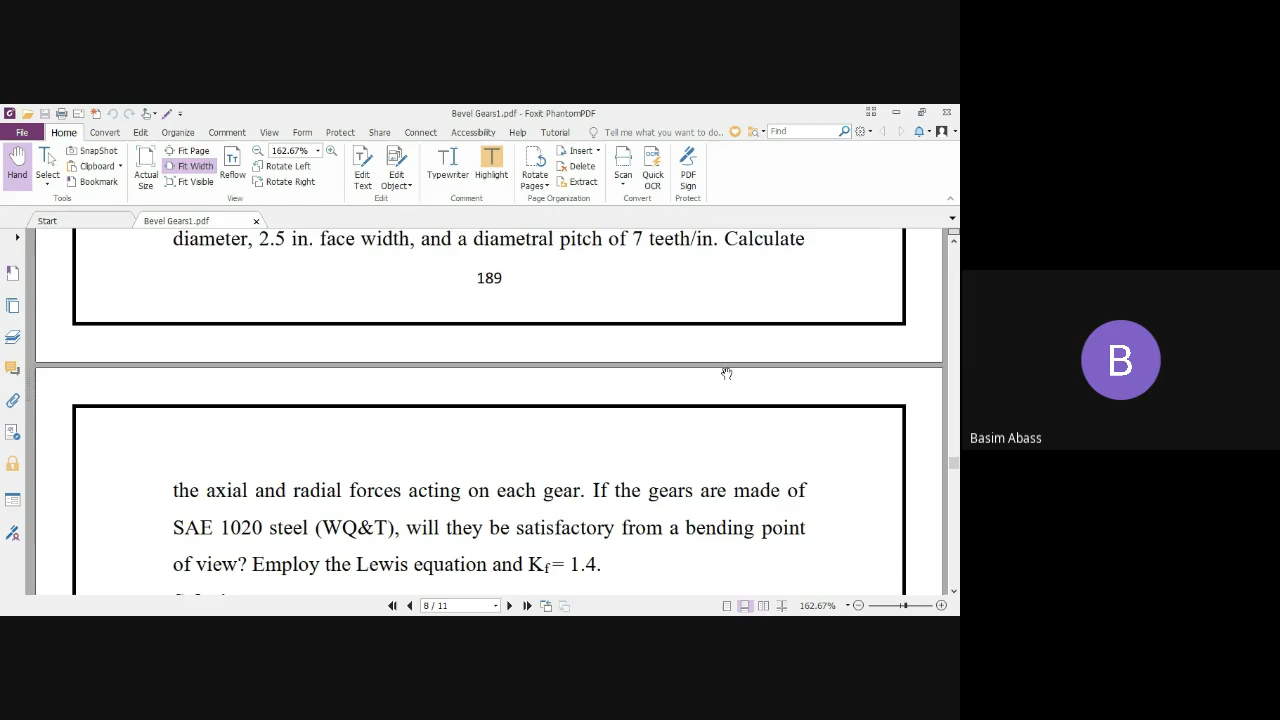 Bevel Gears1.pdf - Foxit PhantomPDF
File Home Convert Edit Organize Comment View Form Protect Share Connect Accessibility Help Tutorial Tell me what you want to do.. Find
Hand
Select
SnapShot
Clipboard
Bookmark
Tools
Actual Size
Fit Page
Fit Width
Fit Visible
Reflow
162.67%
Rotate Left
Rotate Right
View
Edit Text
Edit Object
Edit
Typewriter
Highlight
Comment
Rotate Pages
Insert
Delete
Extract
Page Organization
Scan
Quick OCR
Convert
PDF Sign
Protect
Start
Bevel Gears1.pdf
diameter, 2.5 in. face width, and a diametral pitch of 7 teeth/in. Calculate
189
the axial and radial forces acting on each gear. If the gears are made of
SAE 1020 steel (WQ&T), will they be satisfactory from a bending point
of view? Employ the Lewis equation and Kf= 1.4.
8 / 11
162.67%
B
Basim Abass